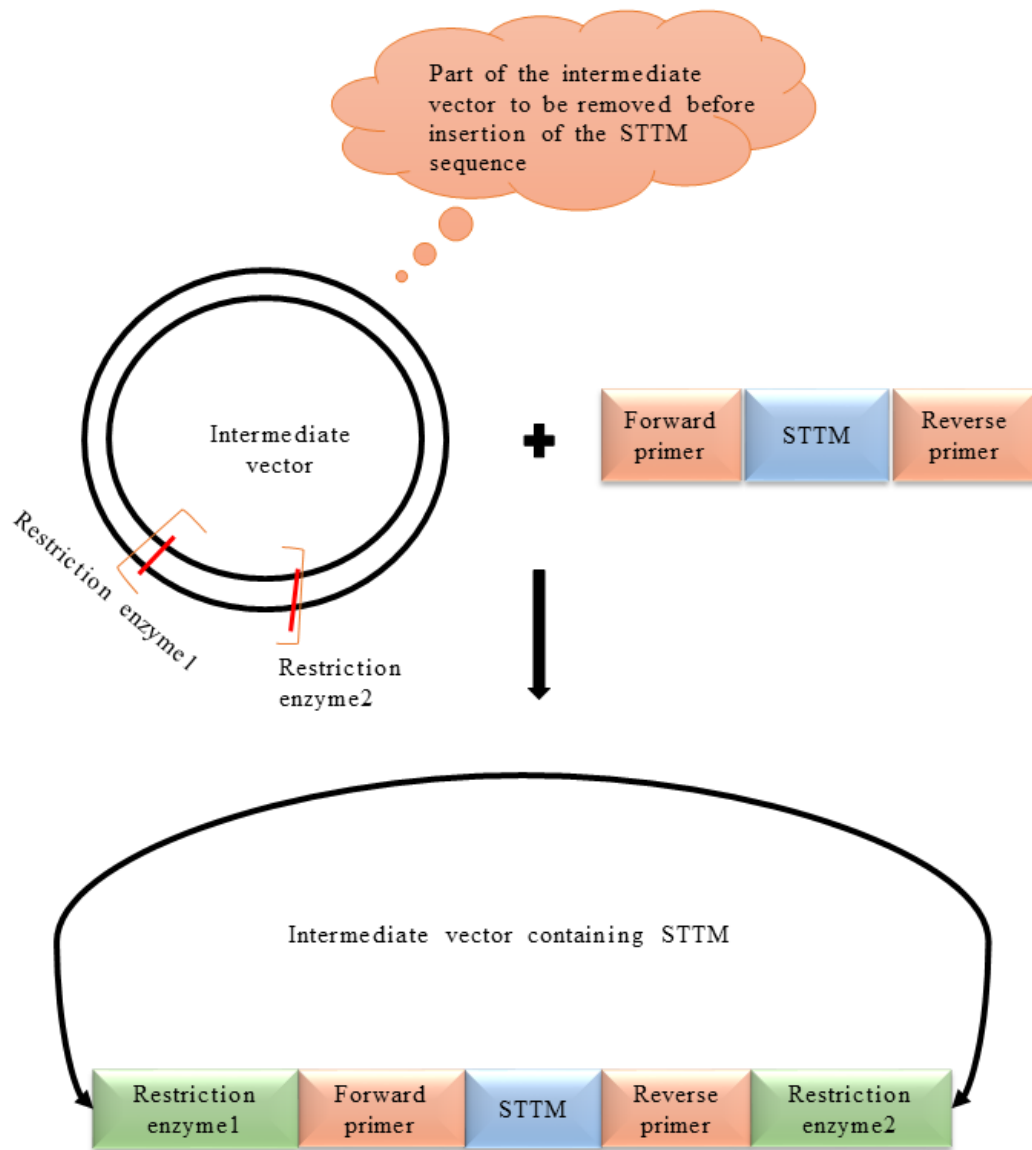 Part of the intermediate
vector to be removed before
insertion of the STTM
sequence
Intermediate
vector
Forward
primer
STTM
Reverse
primer
Restriction enzyme1
Restriction
enzyme2
Intermediate vector containing STTM
Restriction
enzyme1
Forward
primer
STTM
Reverse
primer
Restriction
enzyme2